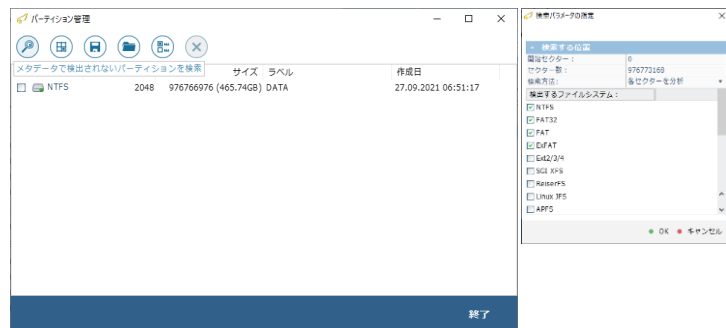 パーティション管理
メタデータで検出されないパーティションを検索
サイズ ラベル 作成日
NTFS 2048 976766976 (465.74GB) DATA 27.09.2021 06:51:17
終了
検索パラメータの指定
- 検索する位置
開始セクター: 0
セクター数: 976773168
検索方法: 各セクターを分析
検出するファイルシステム:
NTFS
FAT32
FAT
ExFAT
Ext2/3/4
SGI XFS
ReiserFS
Linux JFS
APFS
OK キャンセル